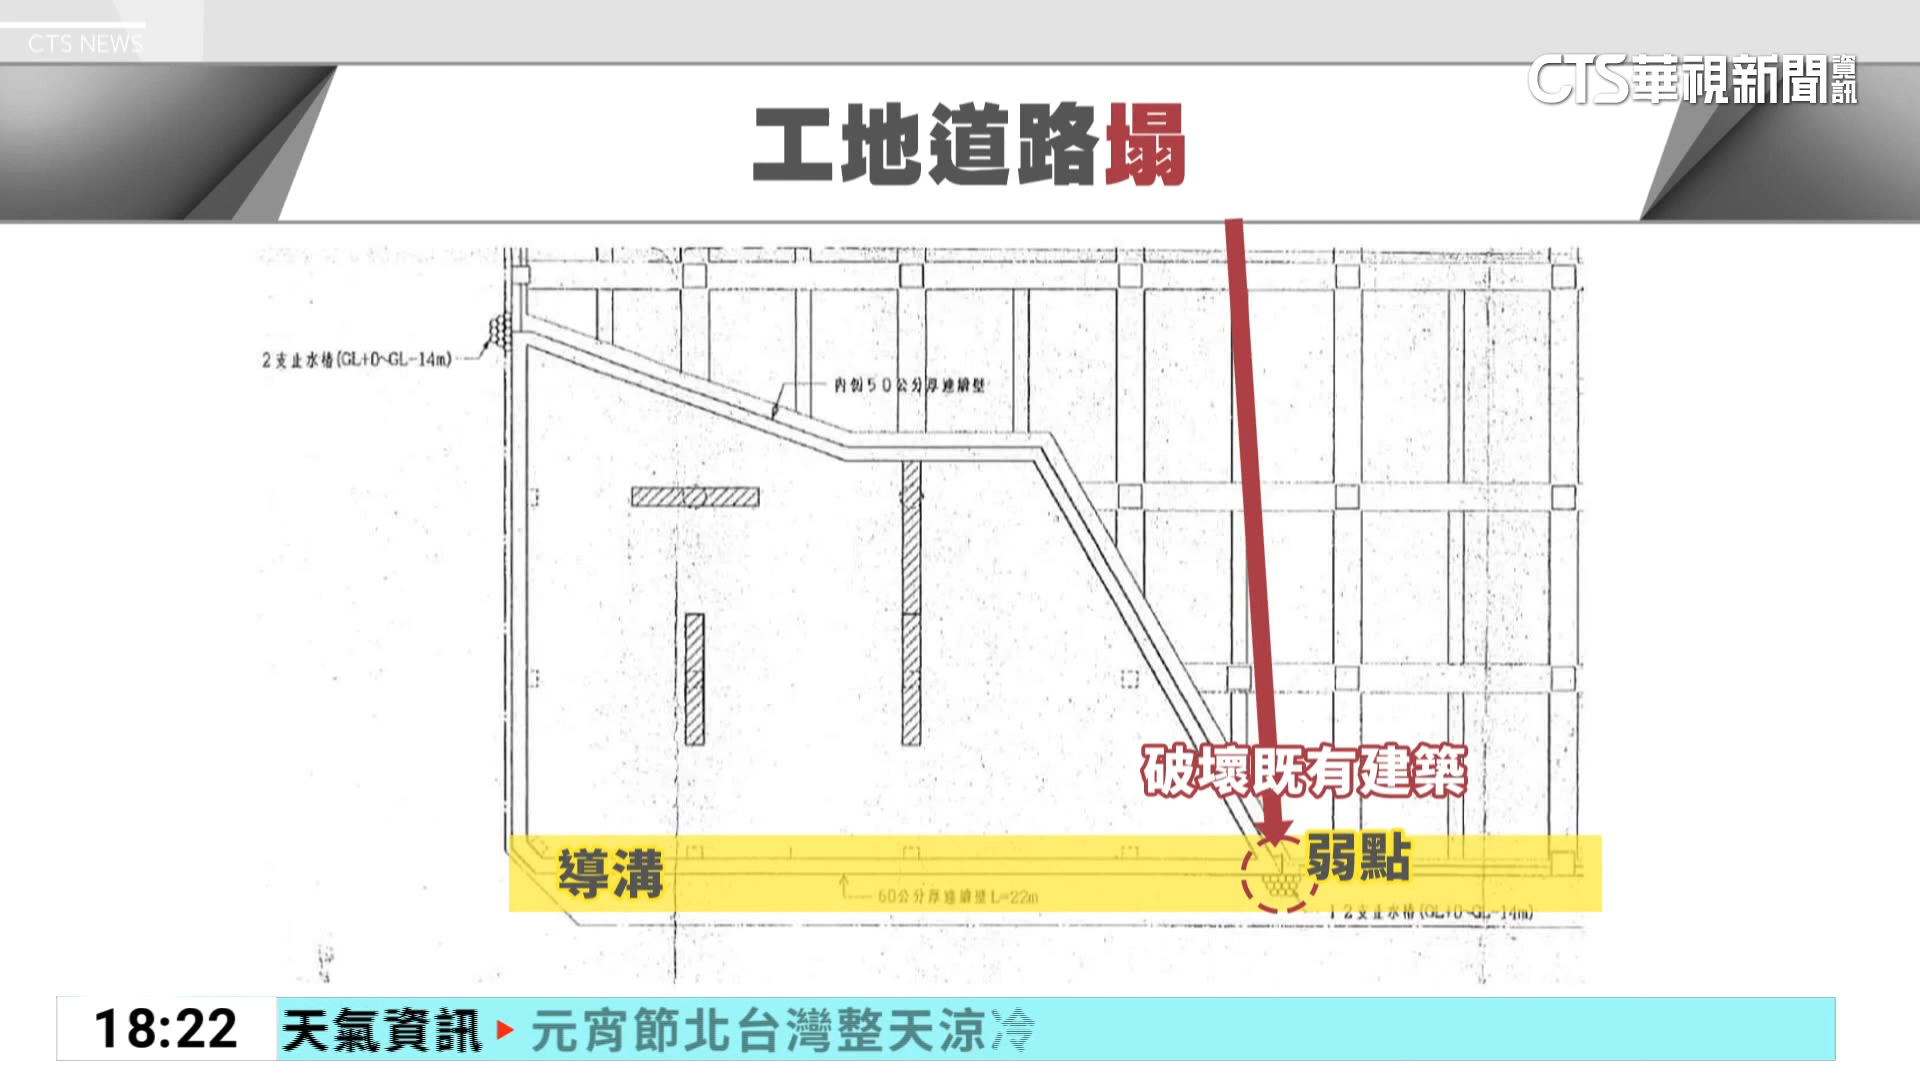 CTS NEWS
CTS華視新聞資訊
工地道路塌
2支止水樁(GL+0~GL-14m)
內側50公分厚連續壁
破壞既有建築
導溝
弱點
60公分厚連續壁L=22m
12支止水樁(GL+0~GL-14m)
18:22
天氣資訊
元宵節北台灣整天涼冷